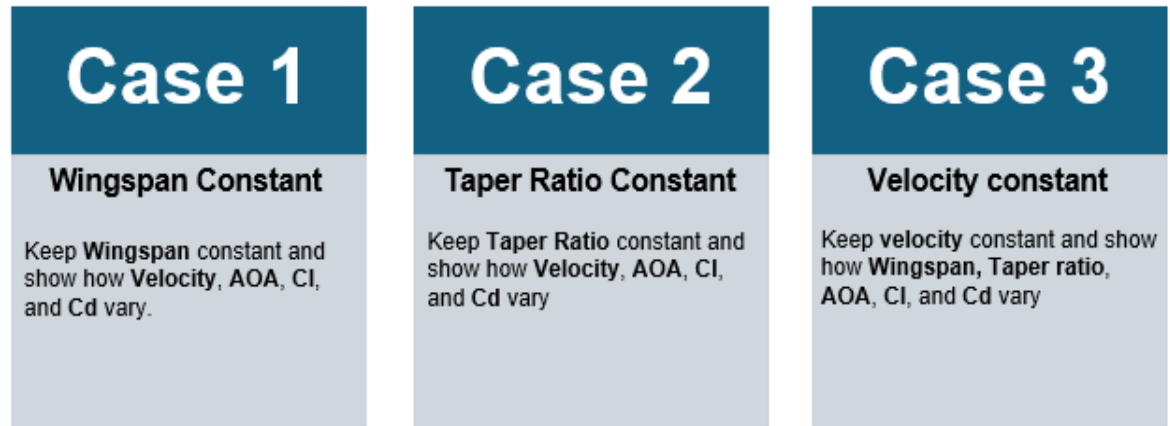 Case 1
Wingspan Constant
Keep Wingspan constant and
show how Velocity, AOA, Cl,
and Cd vary.
Case 2
Taper Ratio Constant
Keep Taper Ratio constant and
show how Velocity, AOA, Cl,
and Cd vary
Case 3
Velocity constant
Keep velocity constant and show
how Wingspan, Taper ratio,
AOA, Cl, and Cd vary